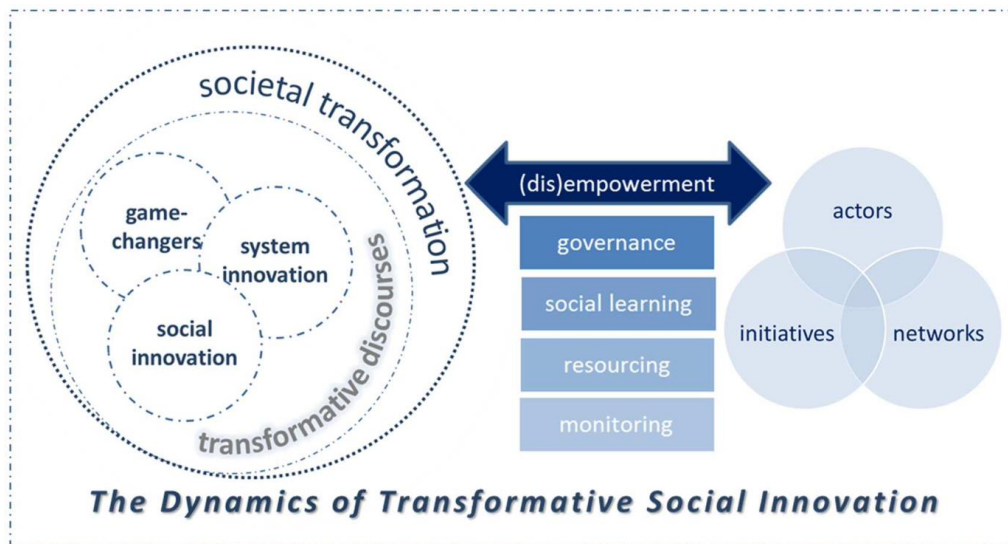 societal transformation
game-
changers
system
innovation
social
innovation
transformative discourses
(dis)empowerment
governance
social learning
resourcing
monitoring
actors
initiatives
networks
The Dynamics of Transformative Social Innovation